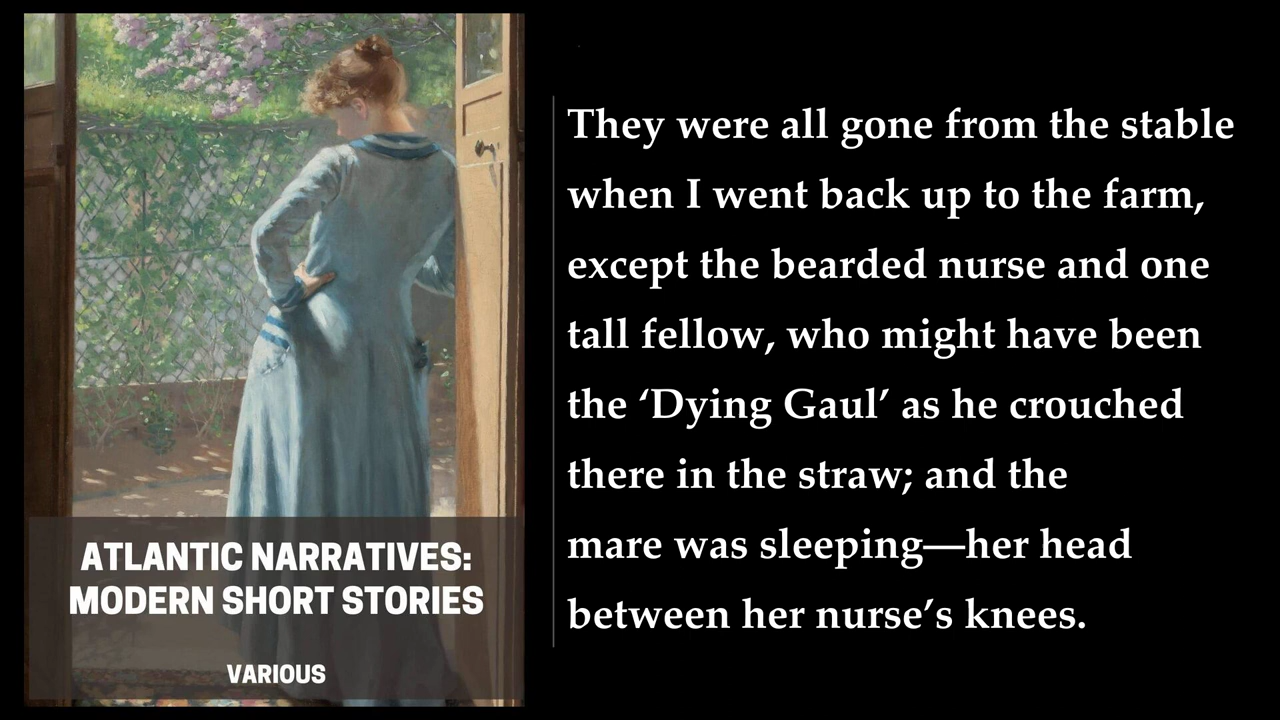 ATLANTIC NARRATIVES:
MODERN SHORT STORIES
VARIOUS
They were all gone from the stable
when I went back up to the farm,
except the bearded nurse and one
tall fellow, who might have been
the ‘Dying Gaul’ as he crouched
there in the straw; and the
mare was sleeping—her head
between her nurse’s knees.